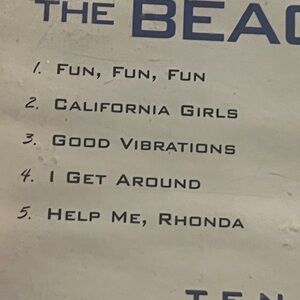 THE BEAC
1. FUN, FUN, FUN
2. CALIFORNIA GIRLS
3. GOOD VIBRATIONS
4. I GET AROUND
5. HELP ME, RHONDA
TEN